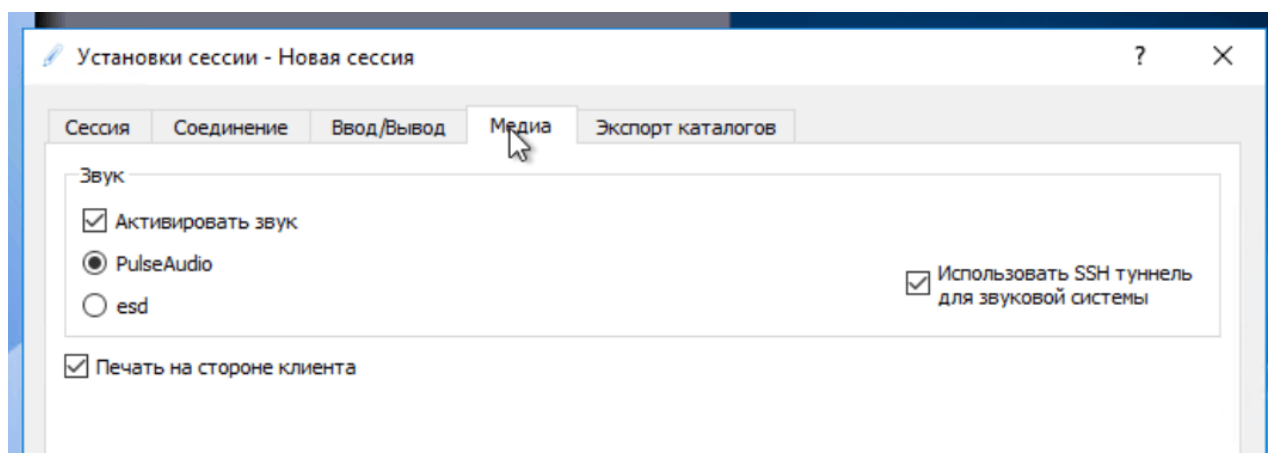 Установки сессии - Новая сессия ?
Сессия Соединение Ввод/Вывод Медиа Экспорт каталогов
Звук
Активировать звук
PulseAudio
Использовать SSH туннель
для звуковой системы
esd
Печать на стороне клиента